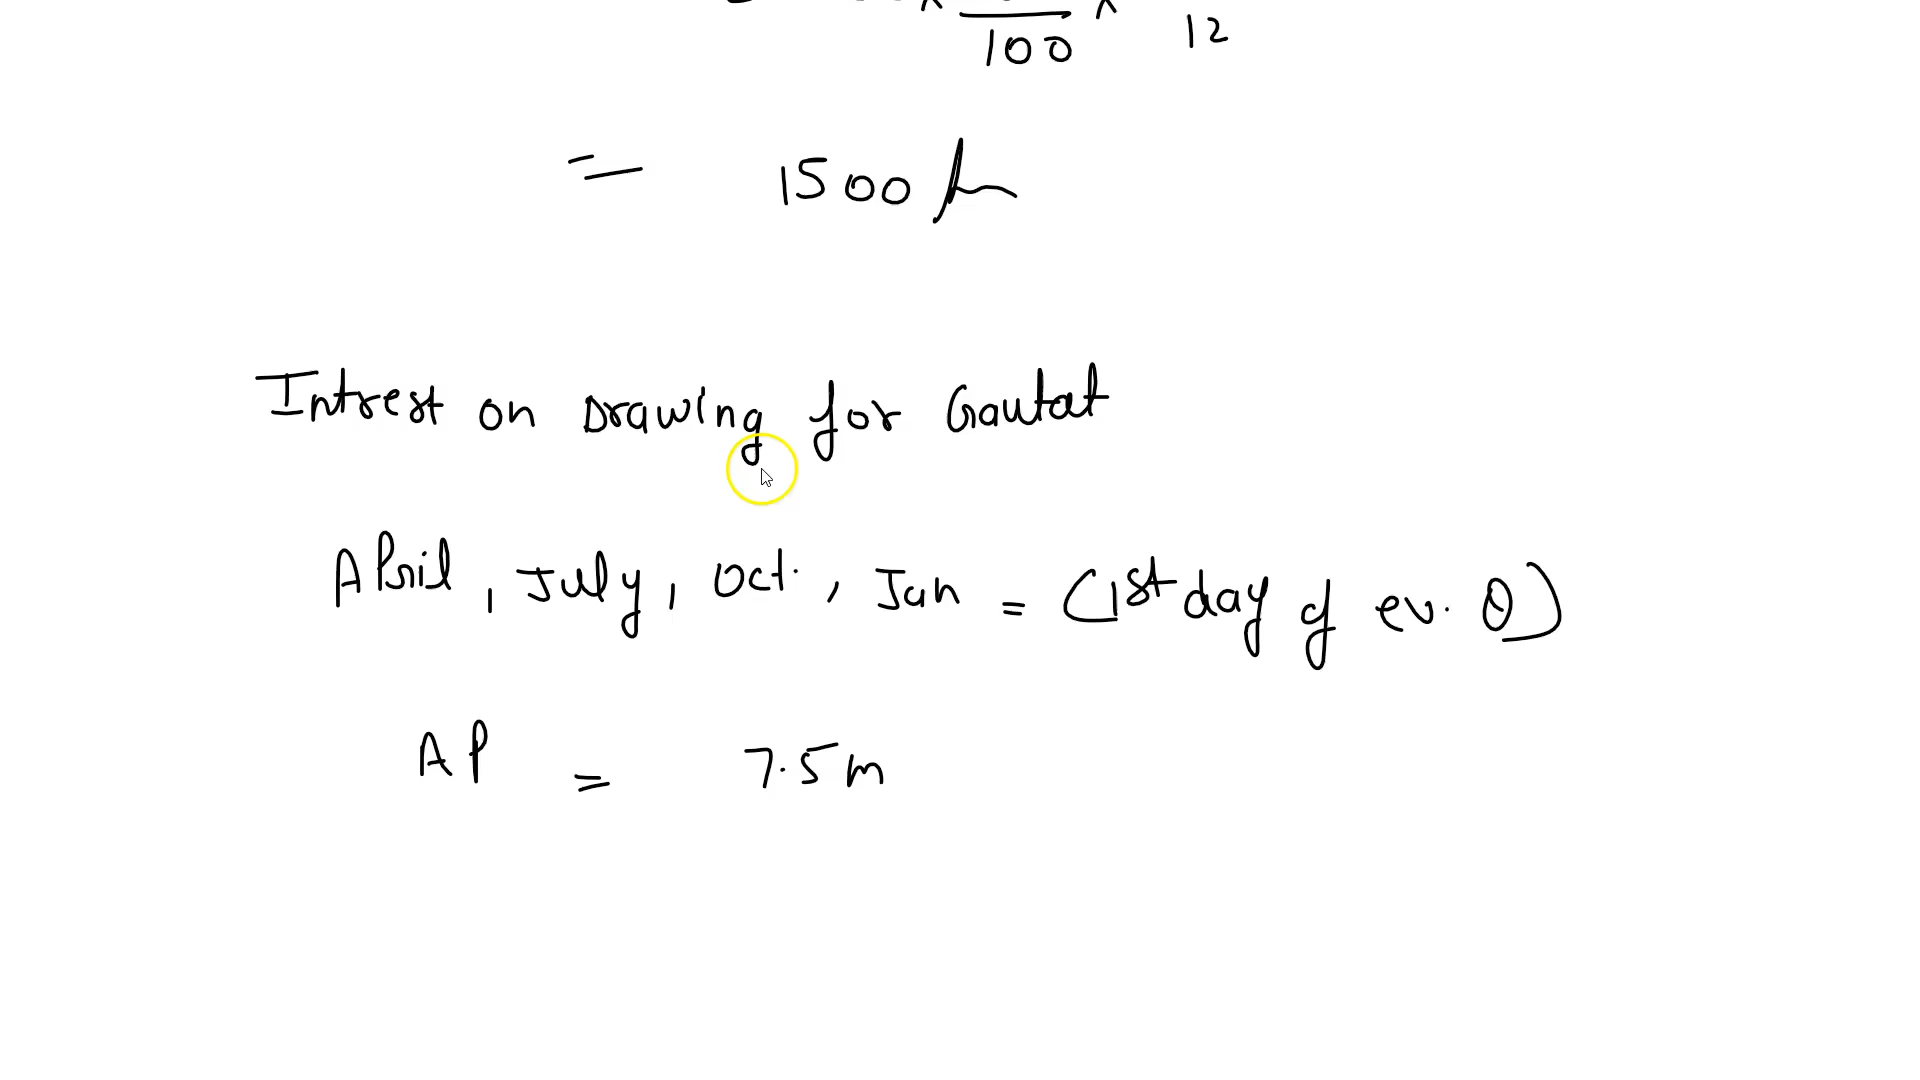 100 12
= 1500
Intrest on Drawing for Gautat
April, July, Oct., Jan = (1st day of ev. Q)
AP = 7.5m